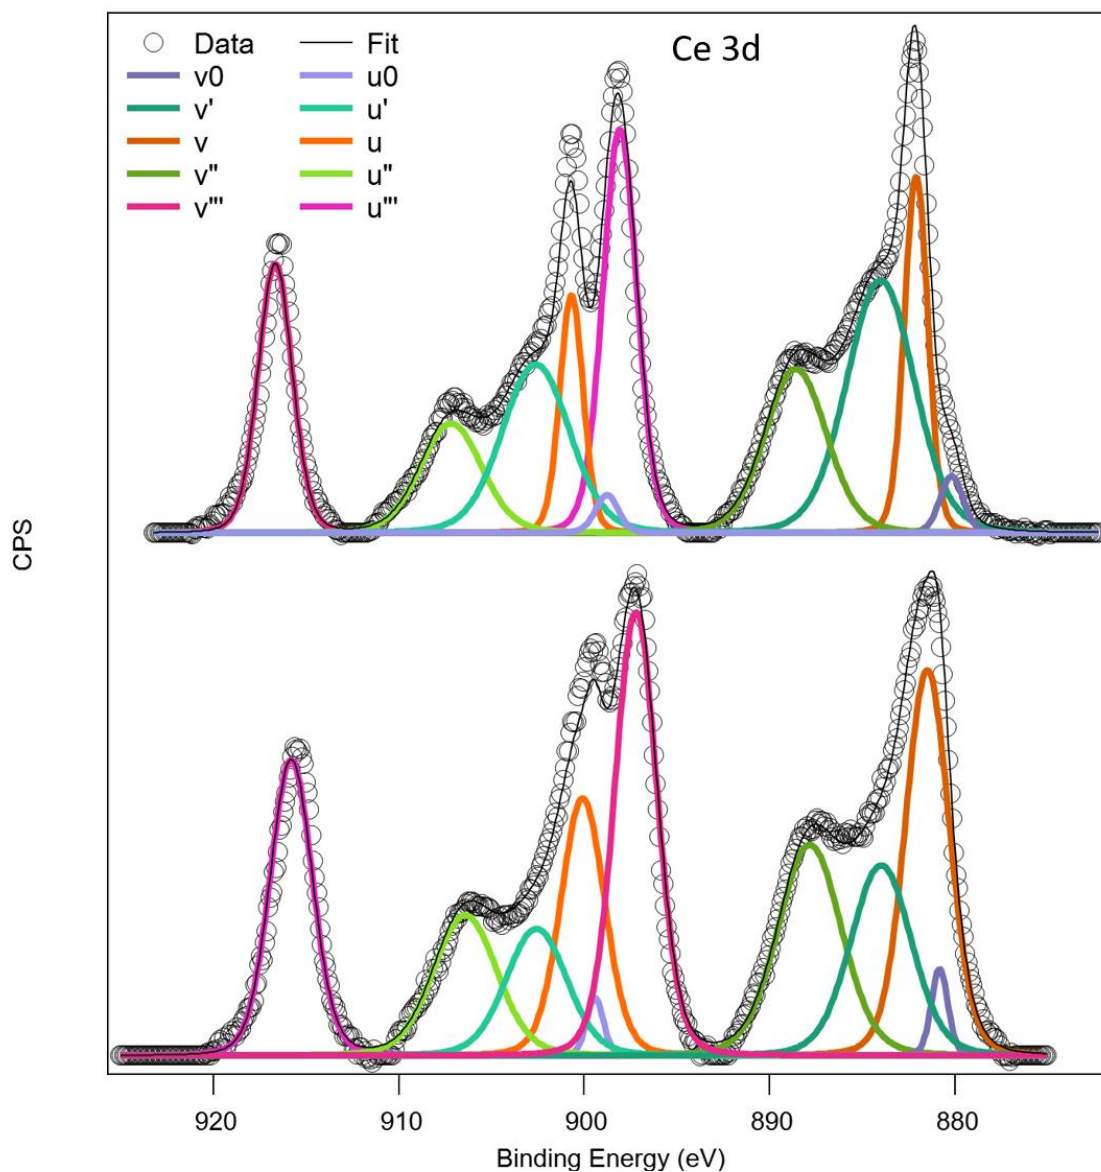 Data Fit Ce 3d
v0 u0
v' u'
v u
v" u"
v"' u"'
CPS
920 910 900 890 880
Binding Energy (eV)